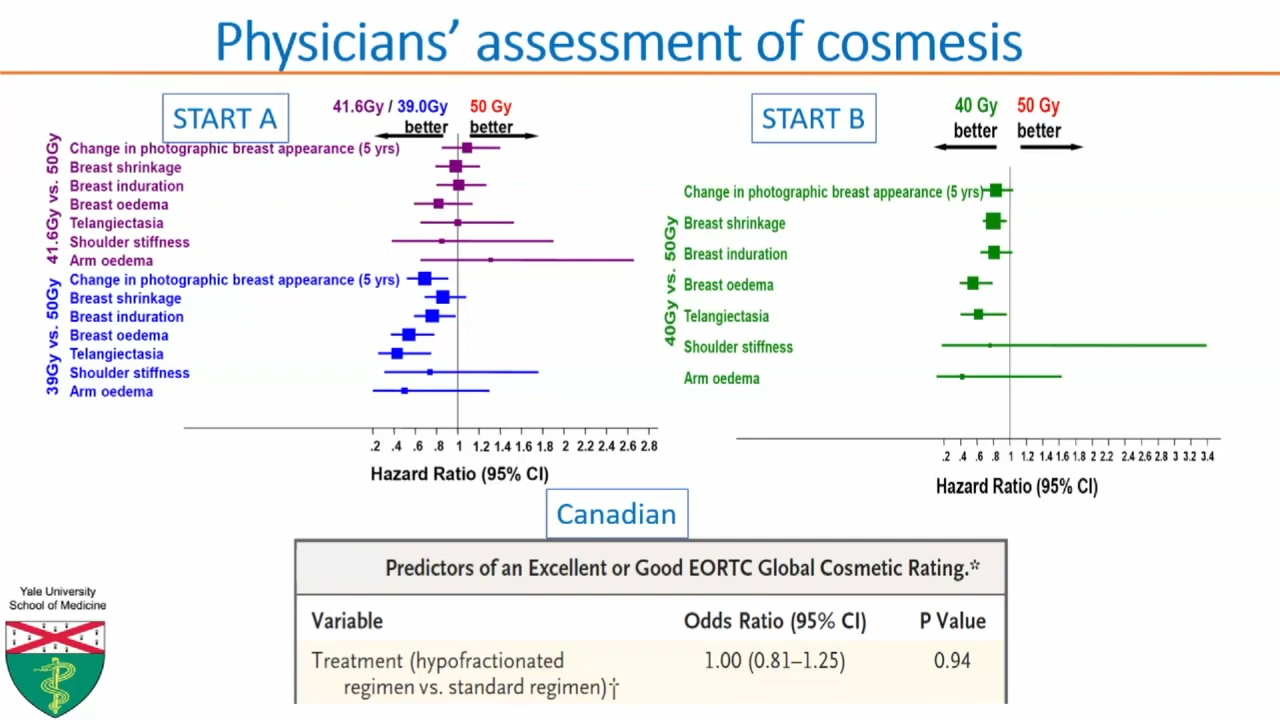 Physicians’ assessment of cosmesis
START A
41.6Gy / 39.0Gy
better
50 Gy
better
41.6Gy vs. 50Gy
Change in photographic breast appearance (5 yrs)
Breast shrinkage
Breast induration
Breast oedema
Telangiectasia
Shoulder stiffness
Arm oedema
39Gy vs. 50Gy
Change in photographic breast appearance (5 yrs)
Breast shrinkage
Breast induration
Breast oedema
Telangiectasia
Shoulder stiffness
Arm oedema
.2 .4 .6 .8 1 1.2 1.4 1.6 1.8 2 2.2 2.4 2.6 2.8
Hazard Ratio (95% CI)
START B
40 Gy
better
50 Gy
better
40Gy vs. 50Gy
Change in photographic breast appearance (5 yrs)
Breast shrinkage
Breast induration
Breast oedema
Telangiectasia
Shoulder stiffness
Arm oedema
.2 .4 .6 .8 1 1.2 1.4 1.6 1.8 2 2.2 2.4 2.6 2.8 3 3.2 3.4
Hazard Ratio (95% CI)
Canadian
Predictors of an Excellent or Good EORTC Global Cosmetic Rating.*
Variable Odds Ratio (95% CI) P Value
Treatment (hypofractionated 1.00 (0.81–1.25) 0.94
regimen vs. standard regimen)†
Yale University
School of Medicine